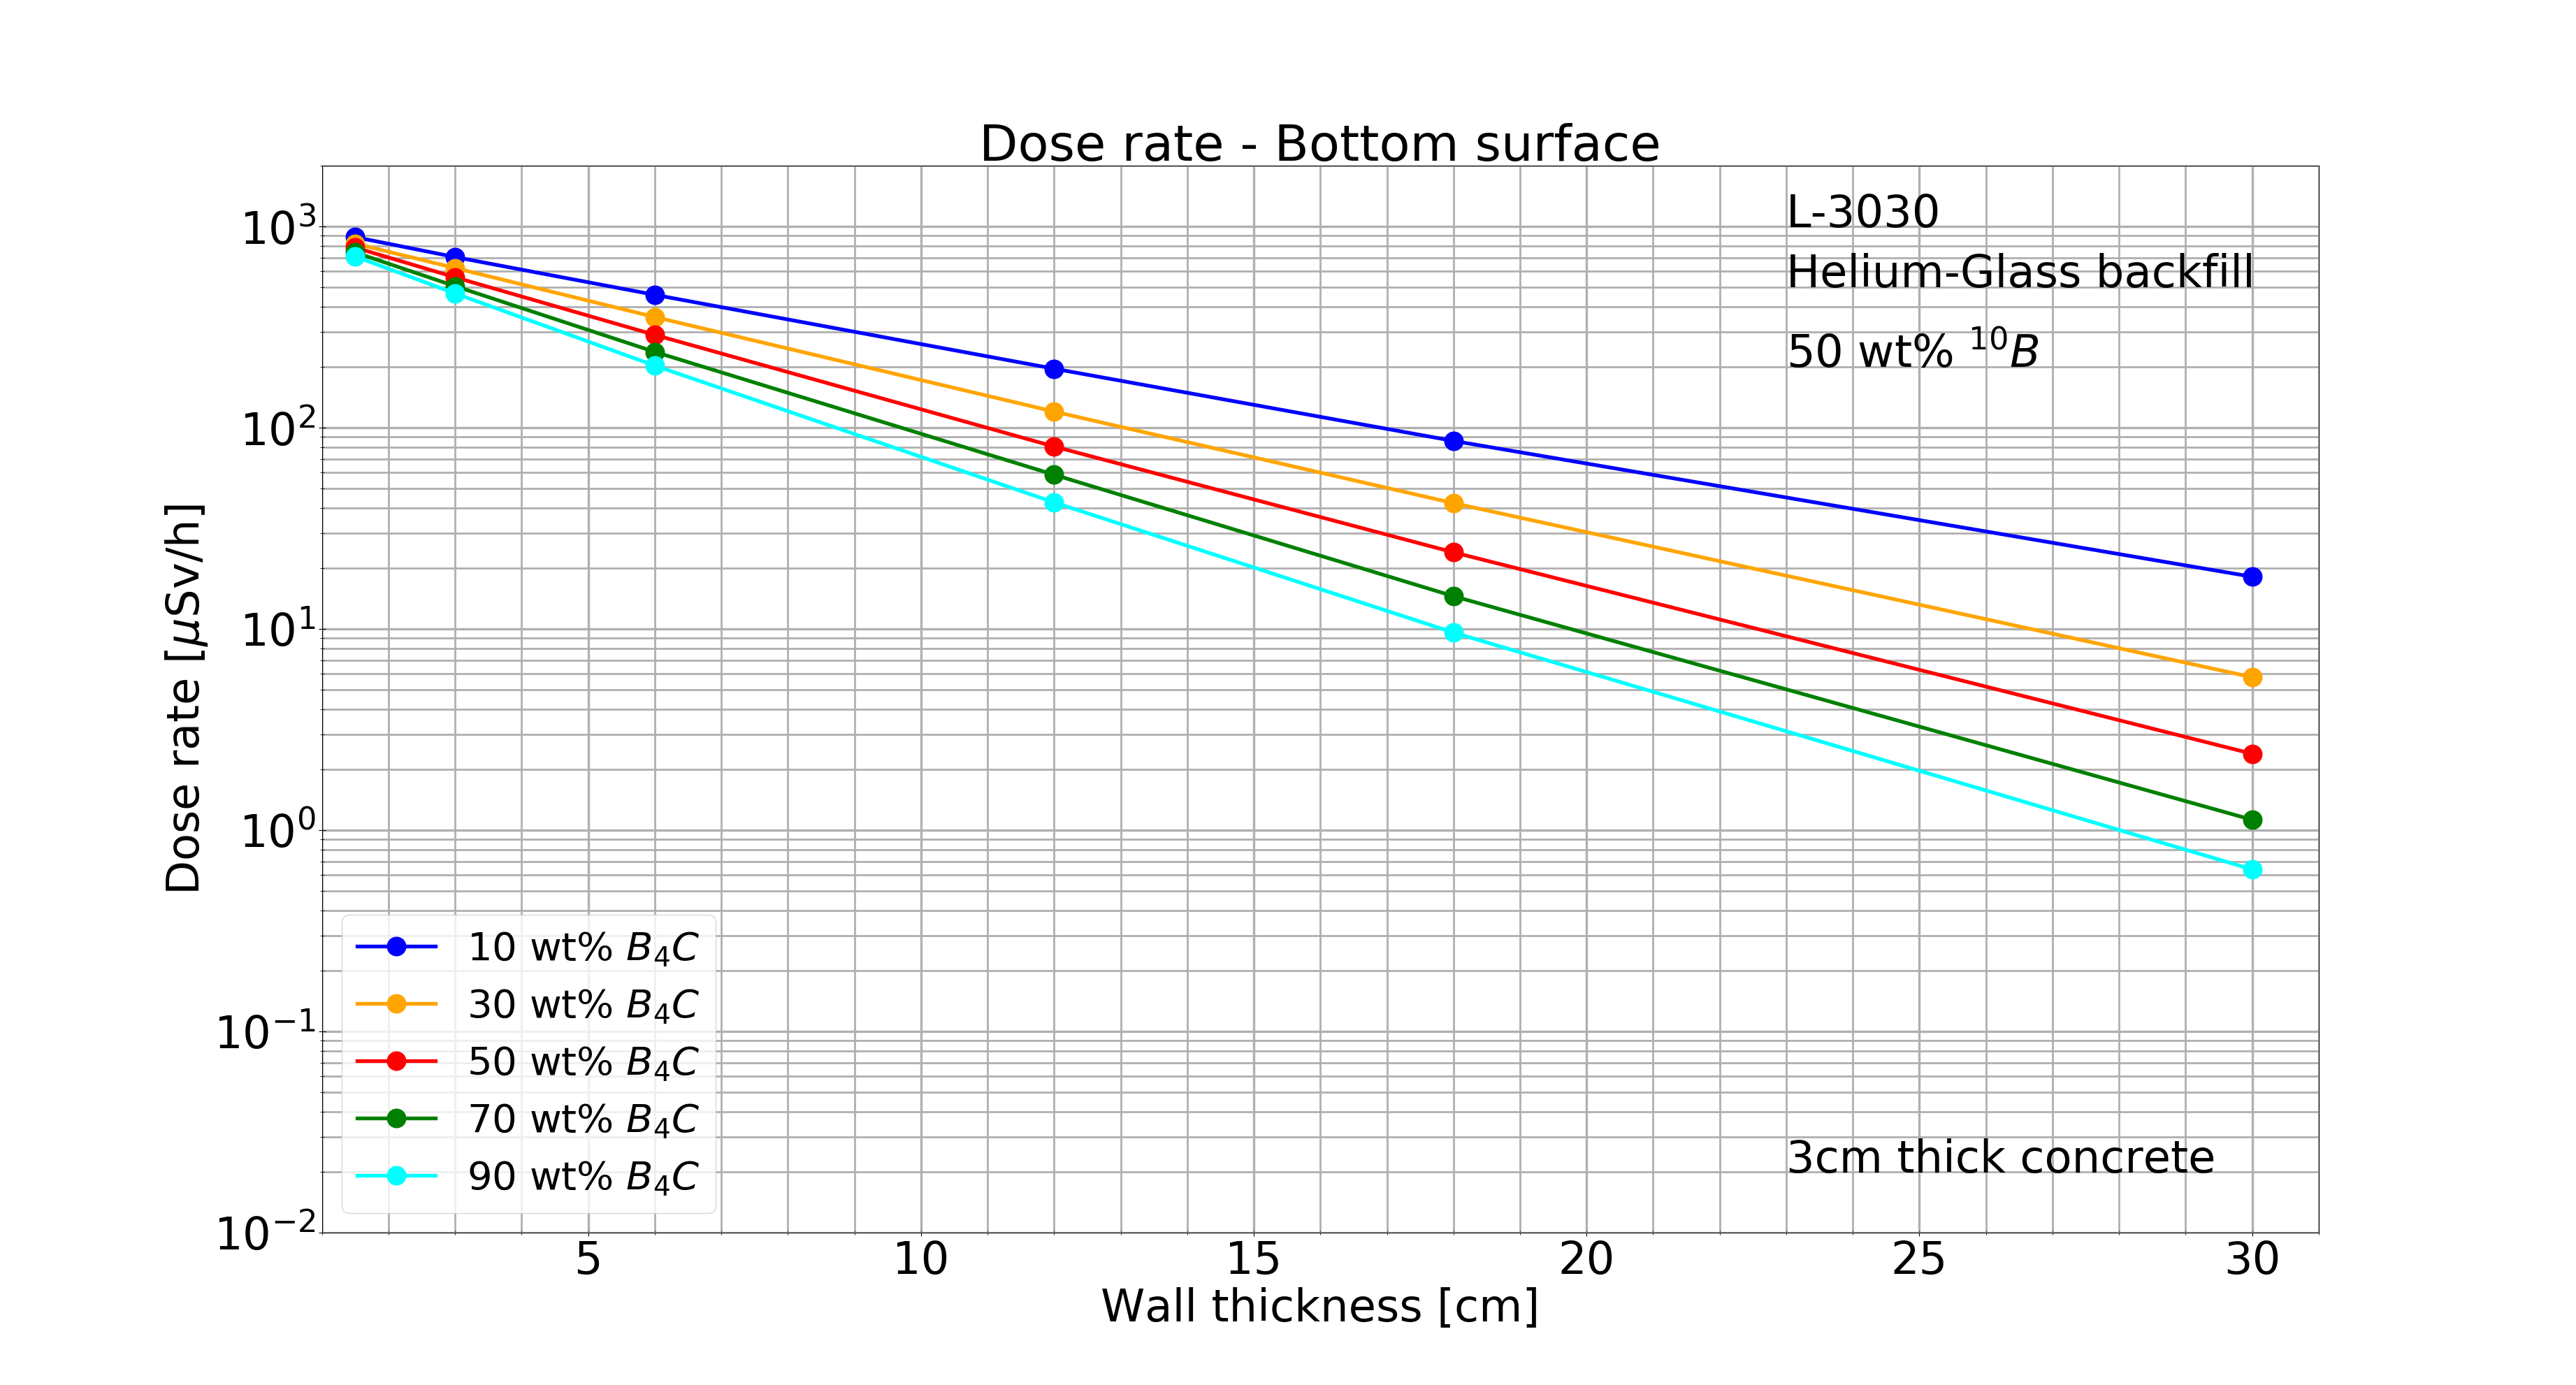 Dose rate - Bottom surface
L-3030
Helium-Glass backfill
50 wt% ¹⁰B
3cm thick concrete
Dose rate [μSv/h]
10³
10²
10¹
10⁰
10⁻¹
10⁻²
10 wt% B₄C
30 wt% B₄C
50 wt% B₄C
70 wt% B₄C
90 wt% B₄C
5 10 15 20 25 30
Wall thickness [cm]